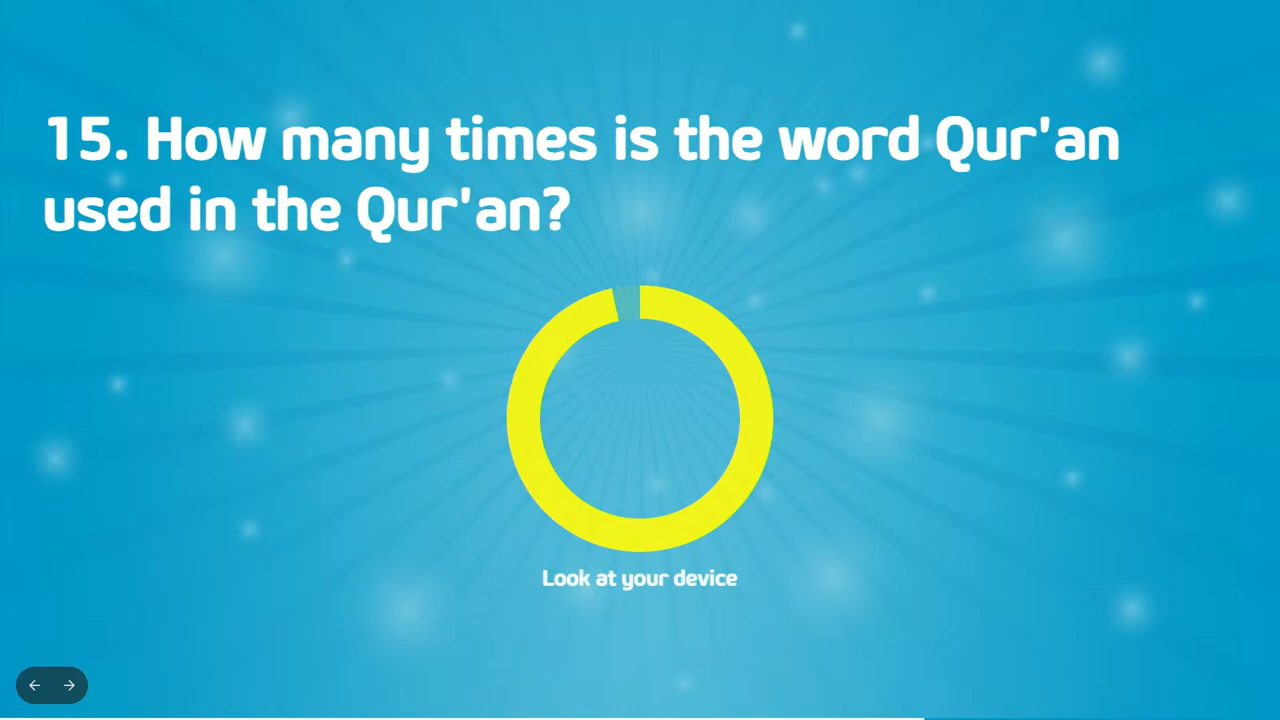 15. How many times is the word Qur'an
used in the Qur'an?
Look at your device